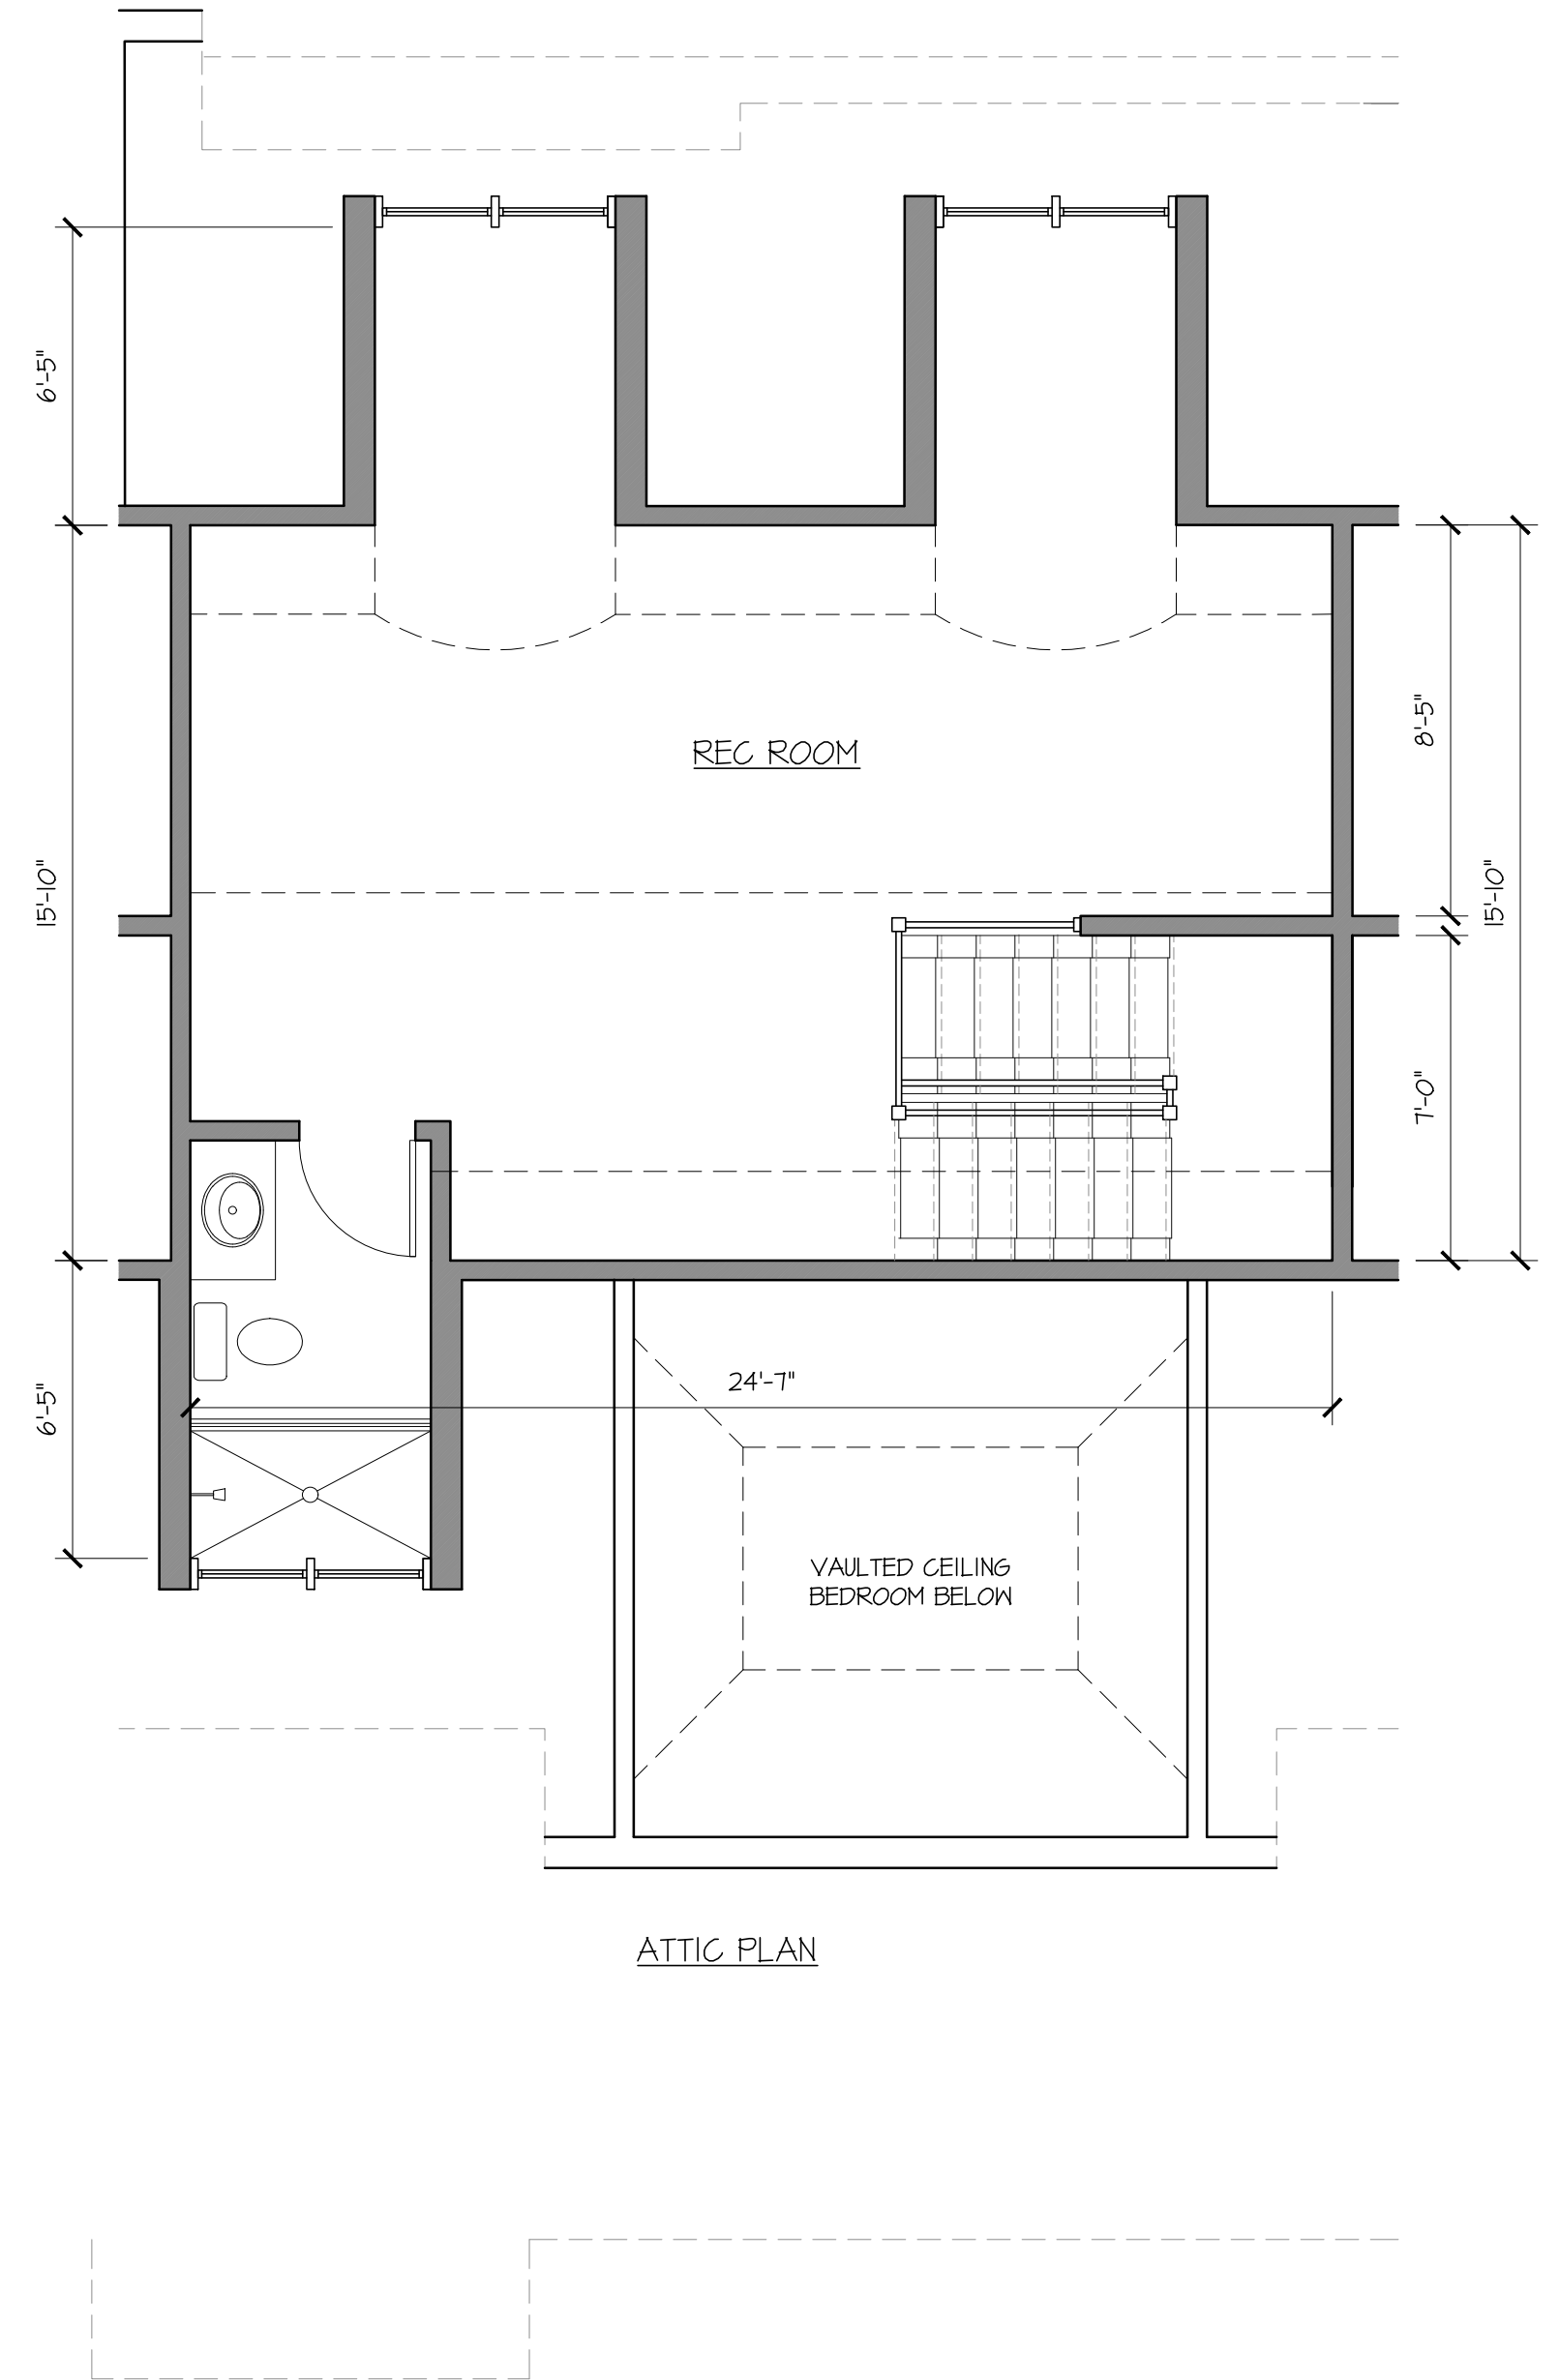 6'-5"
8'-5"
REC ROOM
15'-10"
15'-10"
7'-0"
24'-7"
6'-5"
VAULTED CEILING
BEDROOM BELOW
ATTIC PLAN